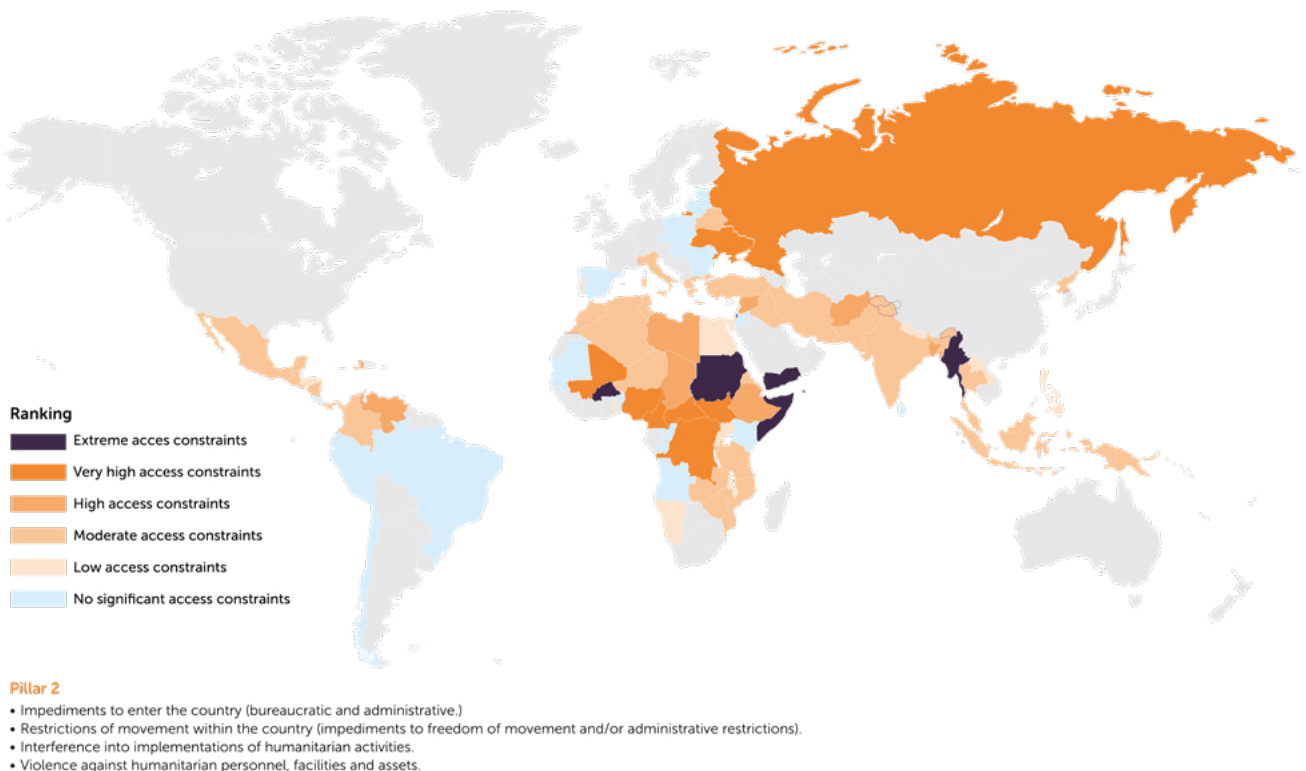 Ranking
Extreme acces constraints
Very high access constraints
High access constraints
Moderate access constraints
Low access constraints
No significant access constraints
Pillar 2
• Impediments to enter the country (bureaucratic and administrative.)
• Restrictions of movement within the country (impediments to freedom of movement and/or administrative restrictions).
• Interference into implementations of humanitarian activities.
• Violence against humanitarian personnel, facilities and assets.